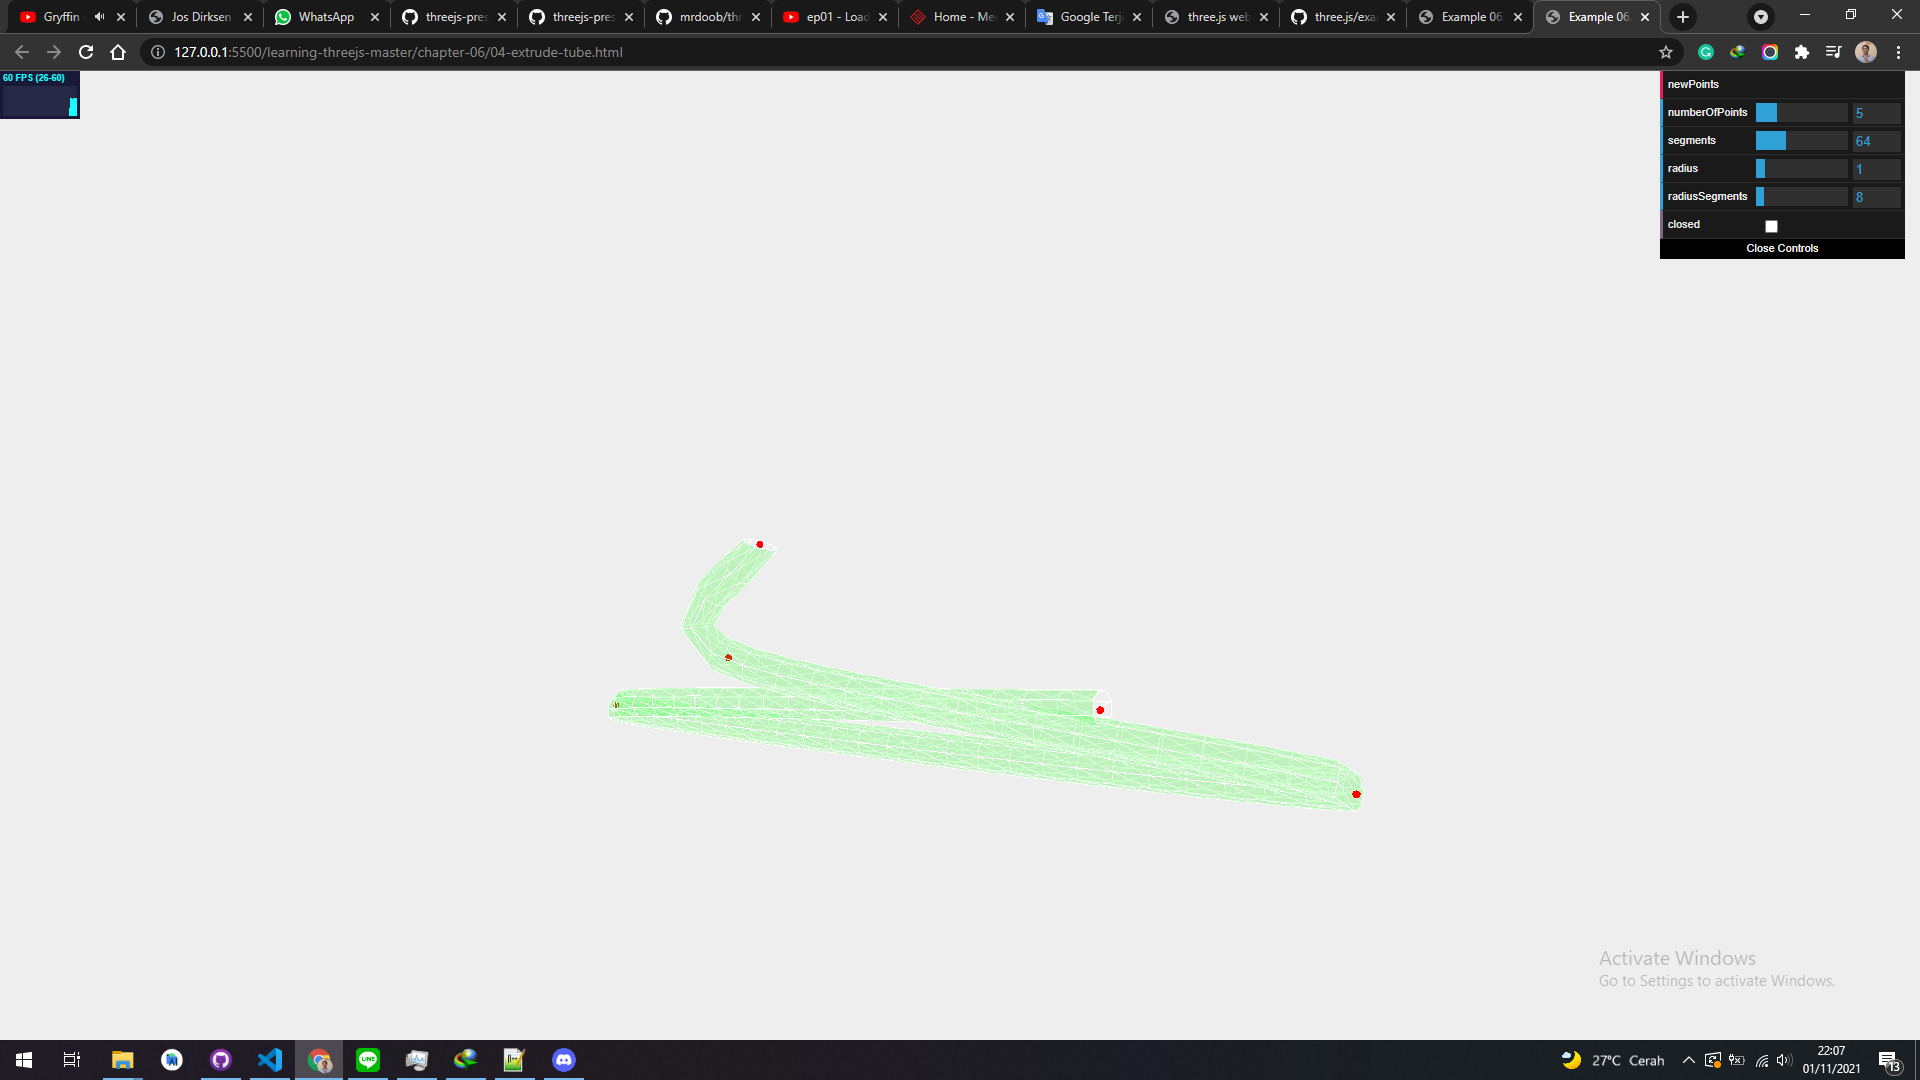 Gryffin
Jos Dirksen
WhatsApp
threejs-pres
threejs-pres
mrdoob/thr
ep01 - Load
Home - Me
Google Terj
three.js web
three.js/exa
Example 06.
Example 06.
127.0.0.1:5500/learning-threejs-master/chapter-06/04-extrude-tube.html
60 FPS (26-60)
newPoints
numberOfPoints 5
segments 64
radius 1
radiusSegments 8
closed
Close Controls
Activate Windows
Go to Settings to activate Windows.
LINE
27°C Cerah
22:07
01/11/2021
13